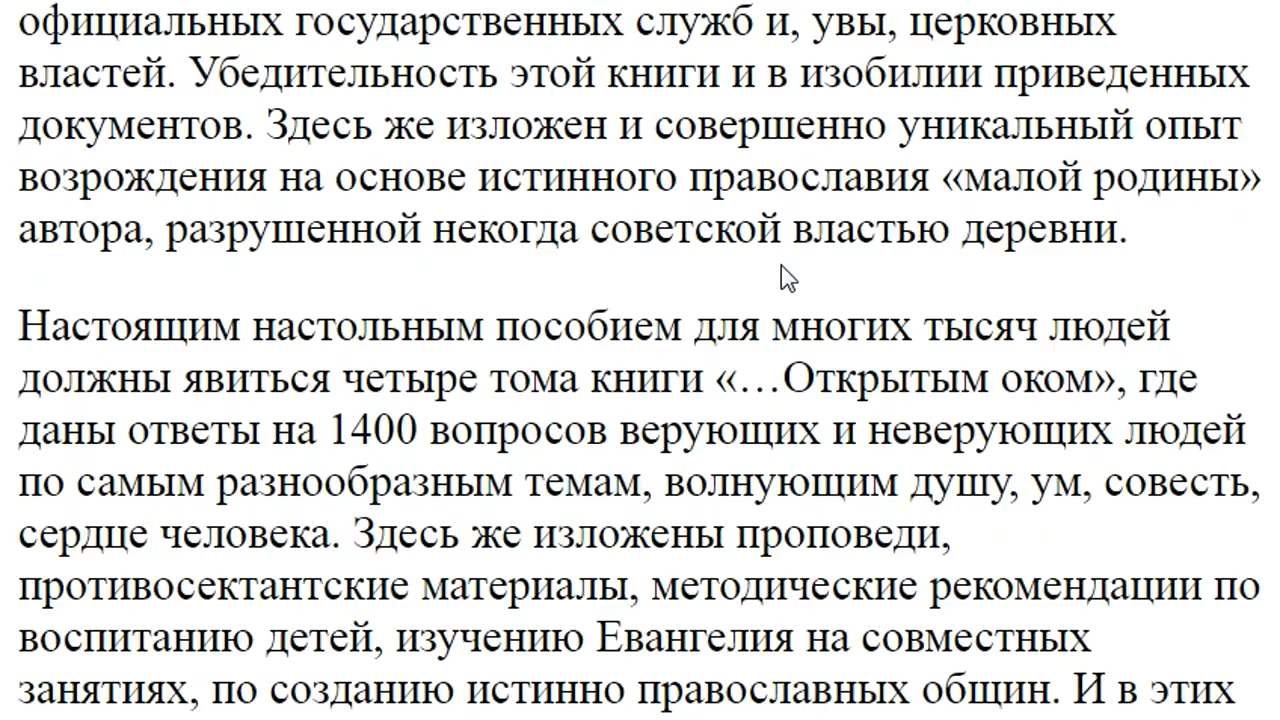 официальных государственных служб и, увы, церковных
властей. Убедительность этой книги и в изобилии приведенных
документов. Здесь же изложен и совершенно уникальный опыт
возрождения на основе истинного православия «малой родины»
автора, разрушенной некогда советской властью деревни.
Настоящим настольным пособием для многих тысяч людей
должны явиться четыре тома книги «…Открытым оком», где
даны ответы на 1400 вопросов верующих и неверующих людей
по самым разнообразным темам, волнующим душу, ум, совесть,
сердце человека. Здесь же изложены проповеди,
противосектантские материалы, методические рекомендации по
воспитанию детей, изучению Евангелия на совместных
занятиях, по созданию истинно православных общин. И в этих